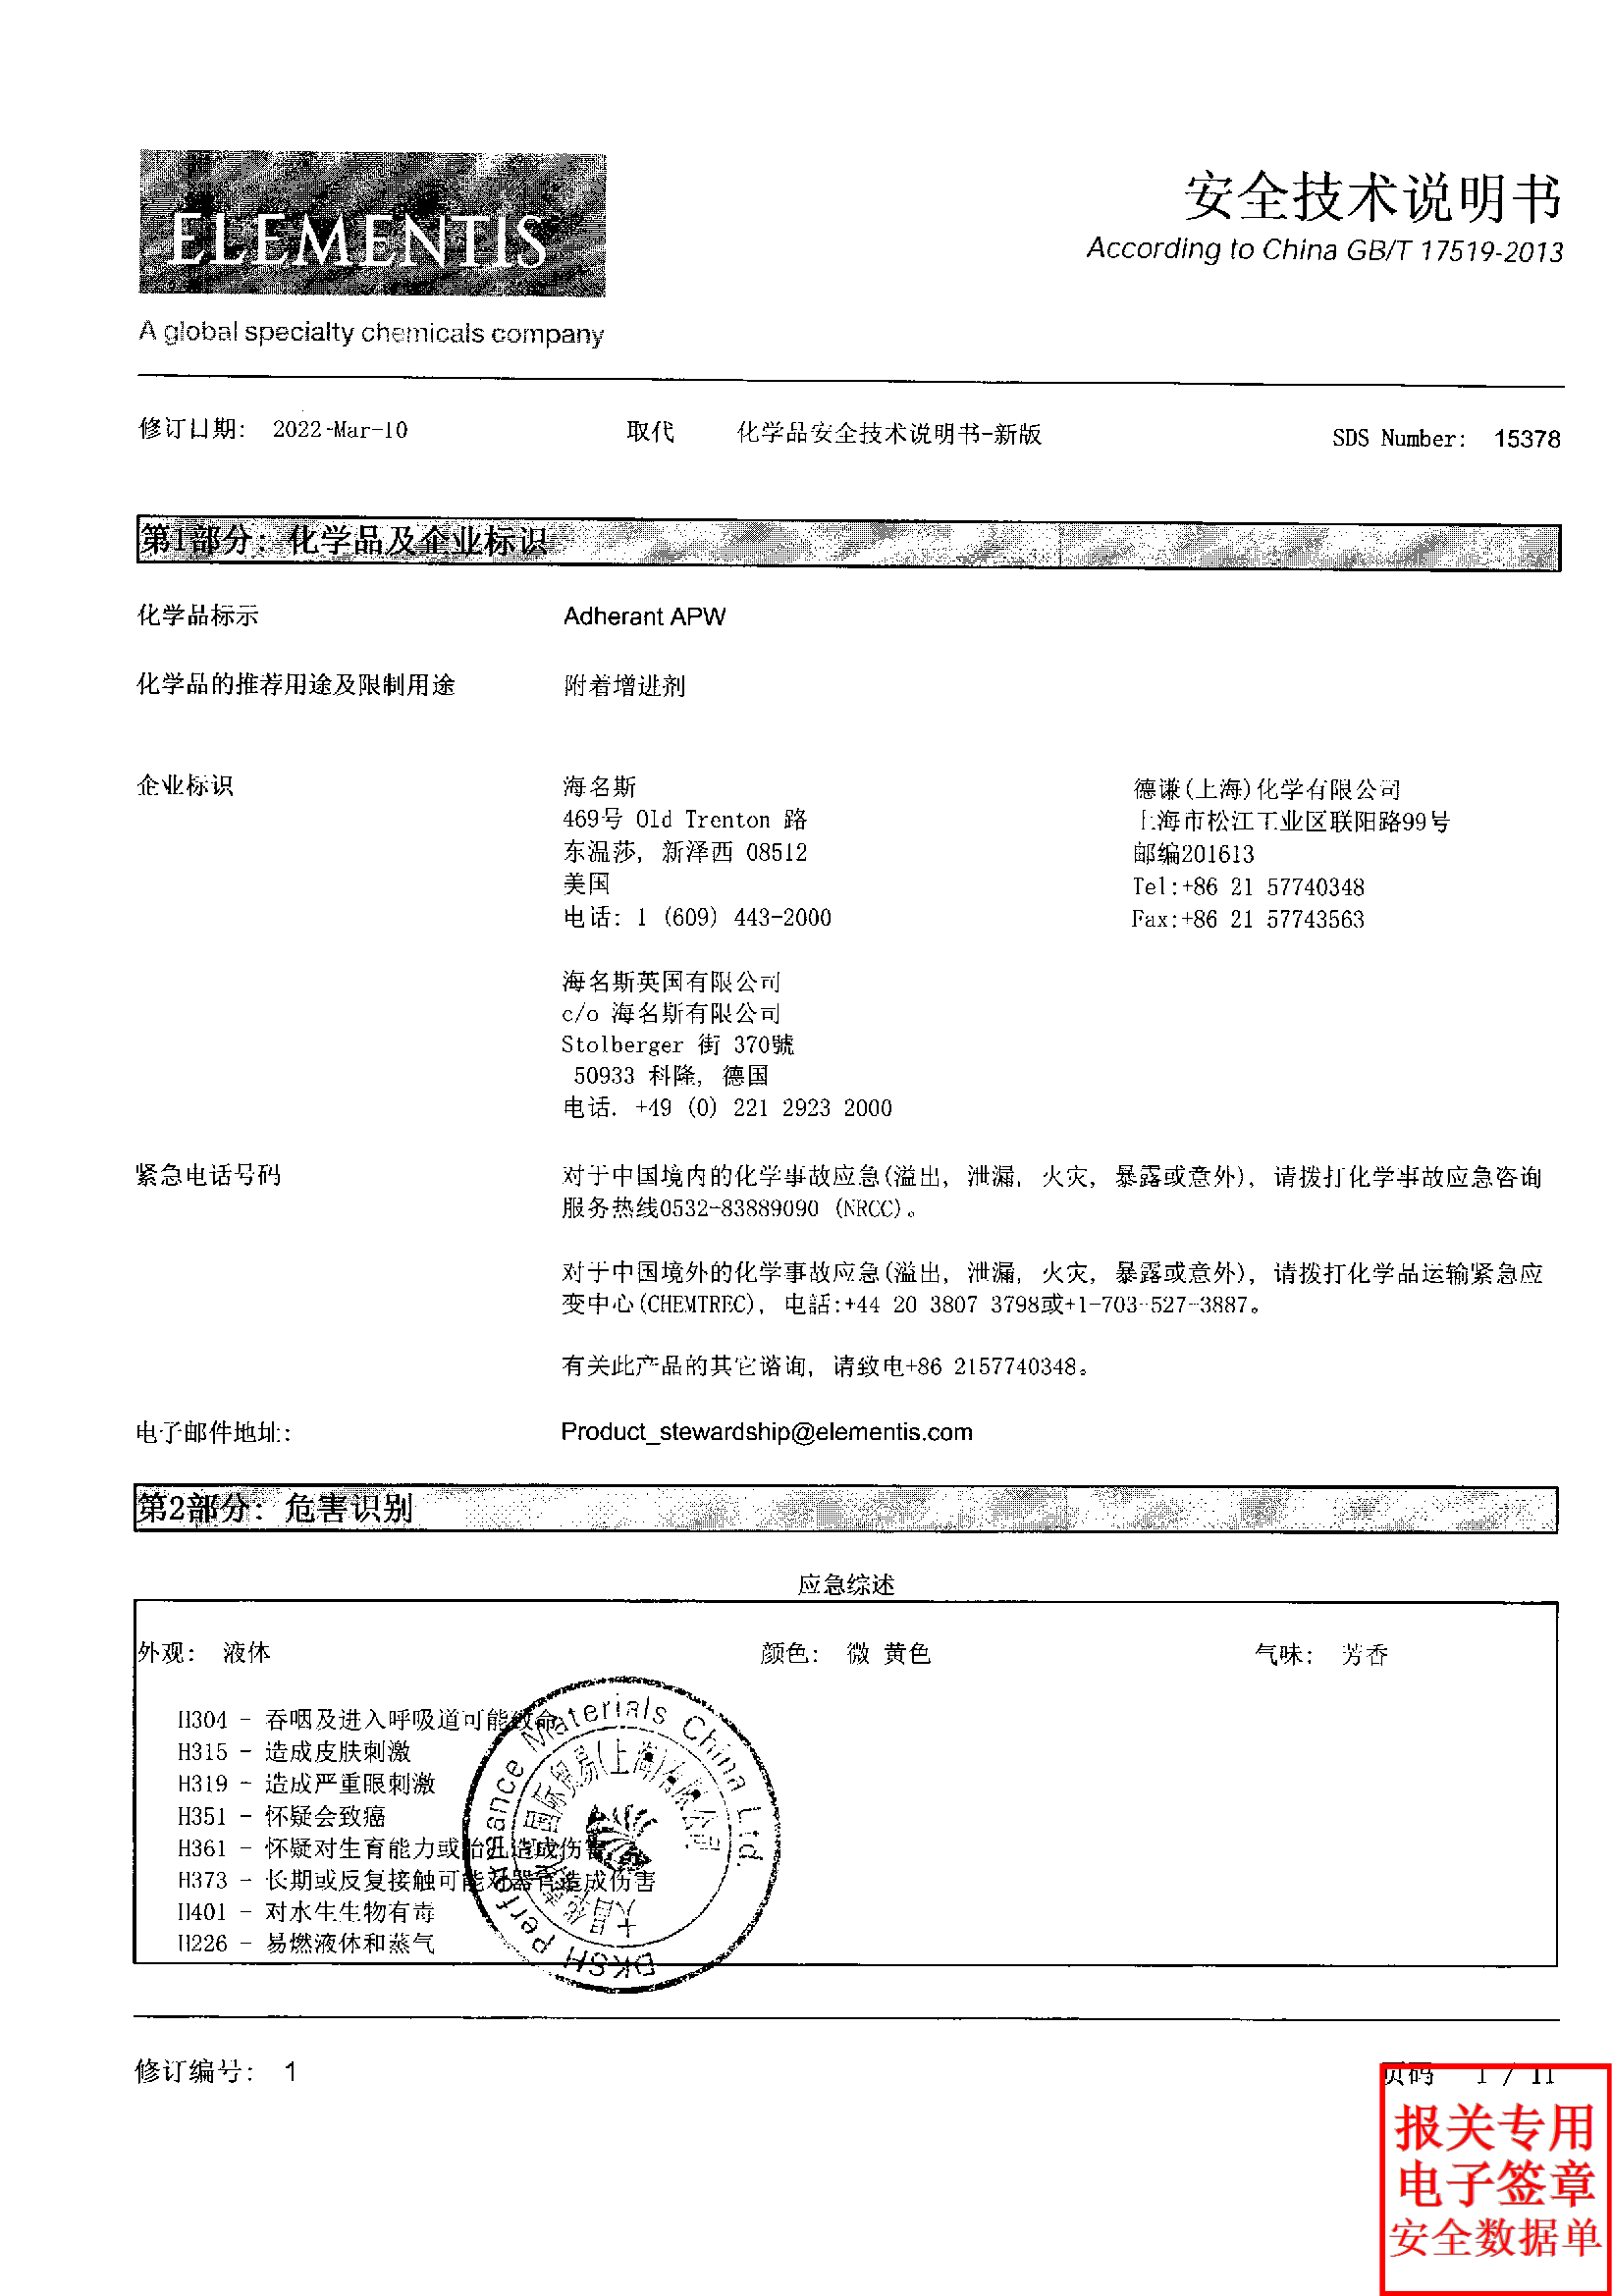 ELEMENTIS
A global specialty chemicals company
安全技术说明书
According to China GB/T 17519-2013
修订日期： 2022-Mar-10 取代 化学品安全技术说明书-新版 SDS Number: 15378
第1部分：化学品及企业标识
化学品标示 Adherant APW
化学品的推荐用途及限制用途 附着增进剂
企业标识
海名斯
469号 Old Trenton 路
东温莎， 新泽西 08512
美国
电话: 1 (609) 443-2000
德谦(上海)化学有限公司
上海市松江工业区联阳路99号
邮编201613
Tel:+86 21 57740348
Fax:+86 21 57743563
海名斯英国有限公司
c/o 海名斯有限公司
Stolberger 街 370號
50933 科隆， 德国
电话. +49 (0) 221 2923 2000
紧急电话号码
对于中国境内的化学事故应急(溢出， 泄漏， 火灾， 暴露或意外)， 请拨打化学事故应急咨询
服务热线0532-83889090 (NRCC)。
对于中国境外的化学事故应急(溢出， 泄漏， 火灾， 暴露或意外)， 请拨打化学品运输紧急应
变中心(CHEMTREC)， 电話:+44 20 3807 3798或+1-703-527-3887。
有关此产品的其它谘询， 请致电+86 2157740348。
电子邮件地址: Product_stewardship@elementis.com
第2部分：危害识别
应急综述
外观： 液体 颜色： 微 黄色 气味： 芳香
H304 - 吞咽及进入呼吸道可能致命
H315 - 造成皮肤刺激
H319 - 造成严重眼刺激
H351 - 怀疑会致癌
H361 - 怀疑对生育能力或胎儿造成伤害
H373 - 长期或反复接触可能对器官造成伤害
H401 - 对水生生物有毒
H226 - 易燃液体和蒸气
DKSH Performance Materials China Ltd.
国际贸易(上海)有限公司
大昌
修订编号： 1
页码 1 / 11
报关专用
电子签章
安全数据单